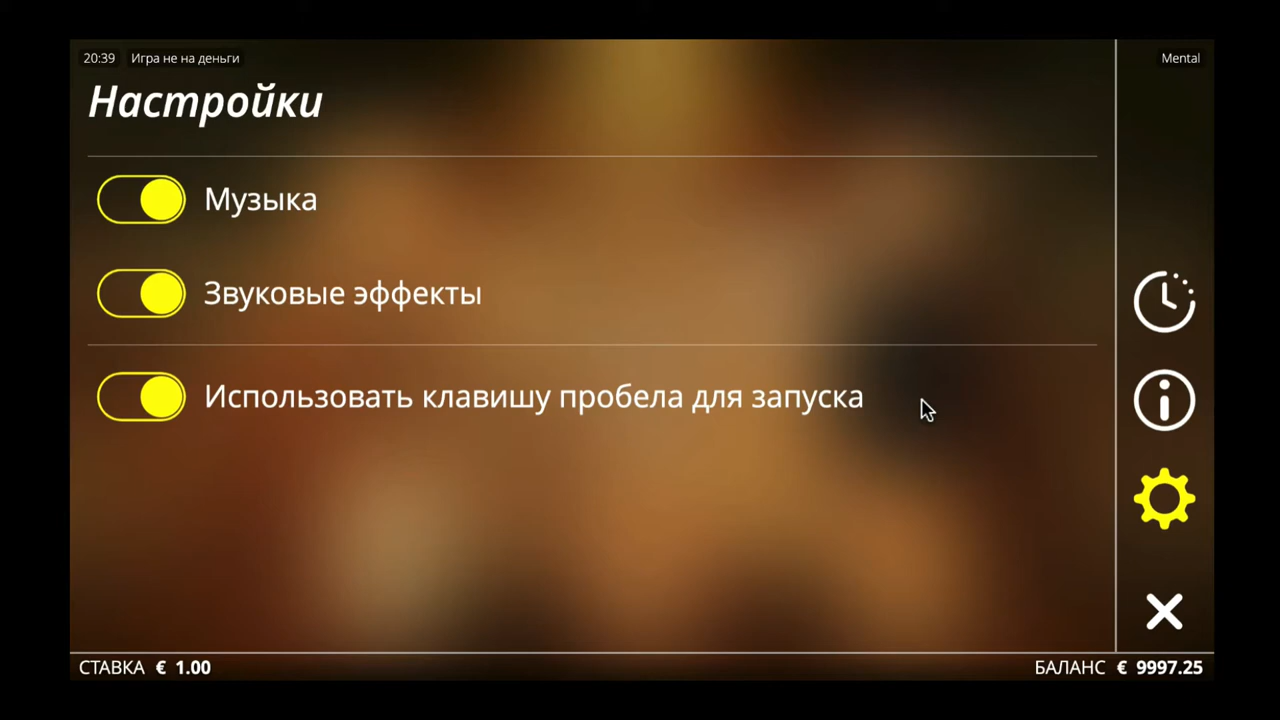 20:39 Игра не на деньги
Mental
Настройки
Музыка
Звуковые эффекты
Использовать клавишу пробела для запуска
СТАВКА € 1.00
БАЛАНС € 9997.25